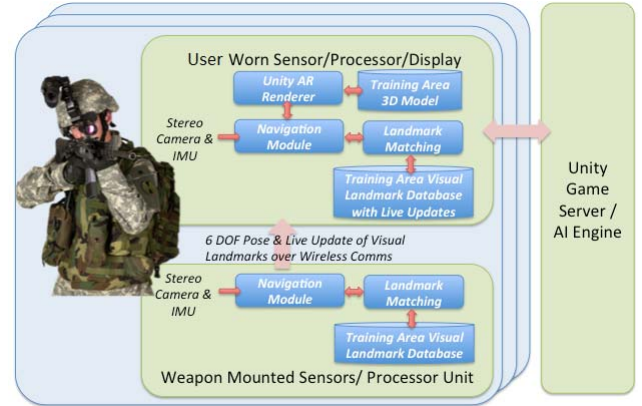 User Worn Sensor/Processor/Display
Unity AR
Renderer
Training Area
3D Model
Stereo
Camera &
IMU
Navigation
Module
Landmark
Matching
Training Area Visual
Landmark Database
with Live Updates
6 DOF Pose & Live Update of Visual
Landmarks over Wireless Comms
Stereo
Camera &
IMU
Navigation
Module
Landmark
Matching
Training Area Visual
Landmark Database
Weapon Mounted Sensors/ Processor Unit
Unity
Game
Server /
AI Engine